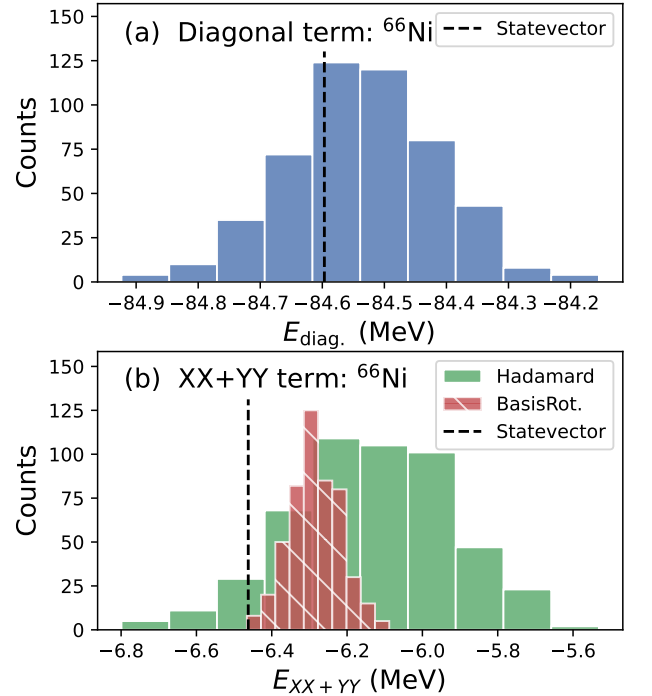 (a) Diagonal term: ⁶⁶Ni
Statevector
150
125
100
75
50
25
0
Counts
−84.9 −84.8 −84.7 −84.6 −84.5 −84.4 −84.3 −84.2
E_diag. (MeV)
(b) XX+YY term: ⁶⁶Ni
Hadamard
BasisRot.
Statevector
150
125
100
75
50
25
0
Counts
−6.8 −6.6 −6.4 −6.2 −6.0 −5.8 −5.6
E_XX+YY (MeV)